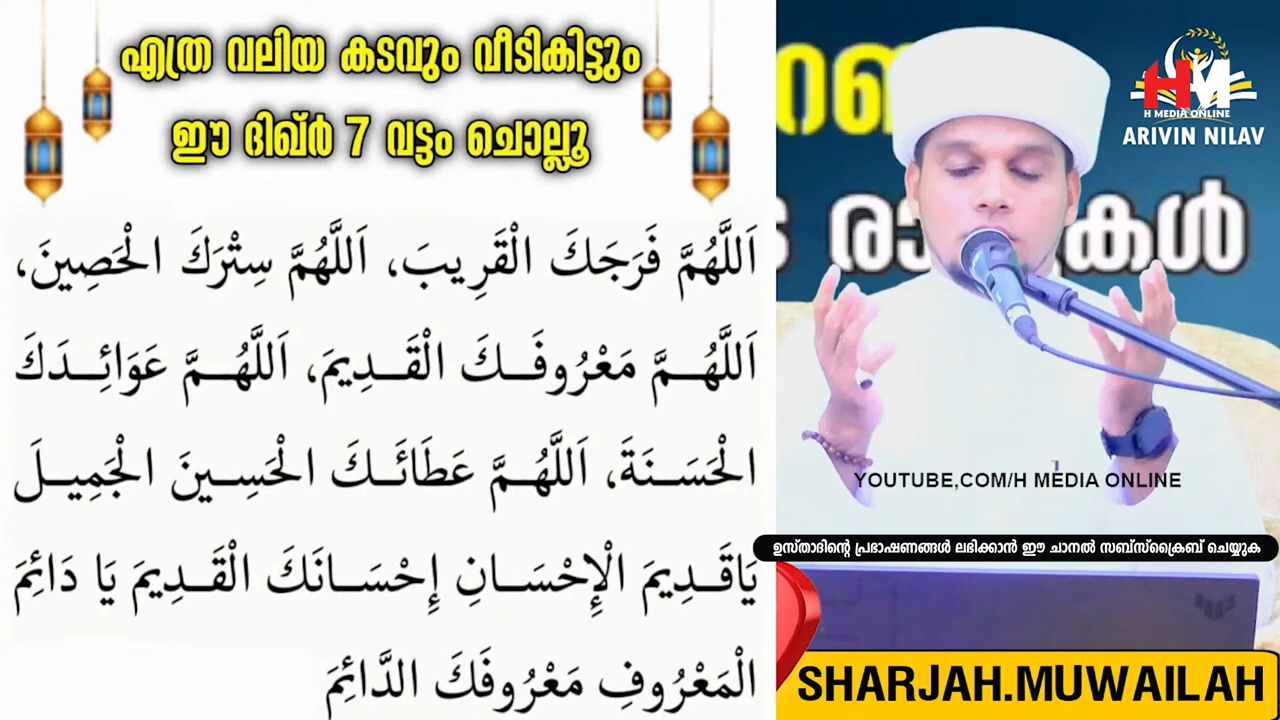 എത്ര വലിയ കടവും വീടികിട്ടും
ഈ ദിഖ്ർ 7 വട്ടം ചൊല്ലൂ
اَللَّهُمَّ فَرَجَكَ الْقَرِيبَ، اَللَّهُمَّ سِتْرَكَ الْحَصِينَ،
اَللَّهُمَّ مَعْرُوفَكَ الْقَدِيمَ، اَللَّهُمَّ عَوَائِدَكَ
الْحَسَنَةَ، اَللَّهُمَّ عَطَائَكَ الْحَسِينَ الْجَمِيلَ
يَاقَدِيمَ الْإِحْسَانِ إِحْسَانَكَ الْقَدِيمَ يَا دَائِمَ
الْمَعْرُوفِ مَعْرُوفَكَ الدَّائِمَ
H M
H MEDIA ONLINE
ARIVIN NILAV
YOUTUBE,COM/H MEDIA ONLINE
ഉസ്താദിന്റെ പ്രഭാഷണങ്ങൾ ലഭിക്കാൻ ഈ ചാനൽ സബ്സ്ക്രൈബ് ചെയ്യുക
SHARJAH.MUWAILAH